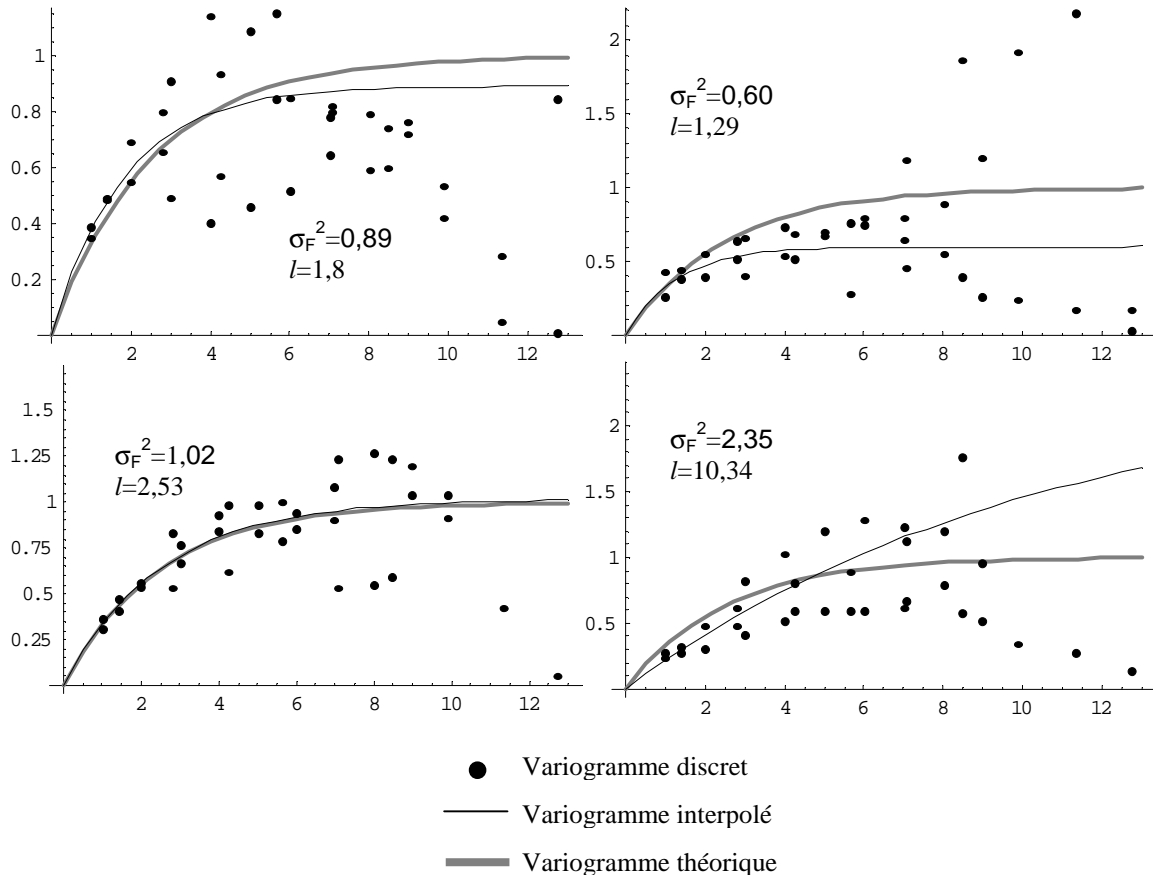 1
0.8
0.6
0.4
0.2
2 4 6 8 10 12
σF²=0,89
l=1,8
2
1.5
1
0.5
2 4 6 8 10 12
σF²=0,60
l=1,29
1.5
1.25
1
0.75
0.5
0.25
2 4 6 8 10 12
σF²=1,02
l=2,53
2
1.5
1
0.5
2 4 6 8 10 12
σF²=2,35
l=10,34
Variogramme discret
Variogramme interpolé
Variogramme théorique